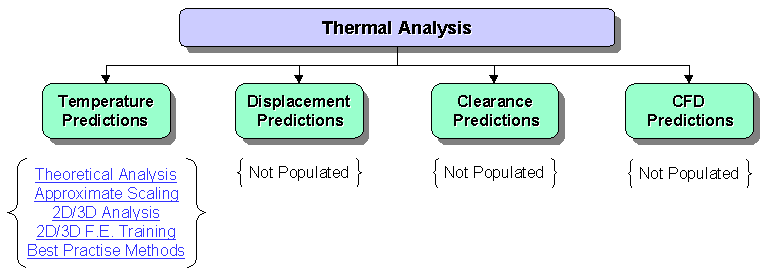 Thermal Analysis
Temperature
Predictions
Displacement
Predictions
Clearance
Predictions
CFD
Predictions
Theoretical Analysis
Approximate Scaling
2D/3D Analysis
2D/3D F.E. Training
Best Practise Methods
{ Not Populated }
{ Not Populated }
{ Not Populated }